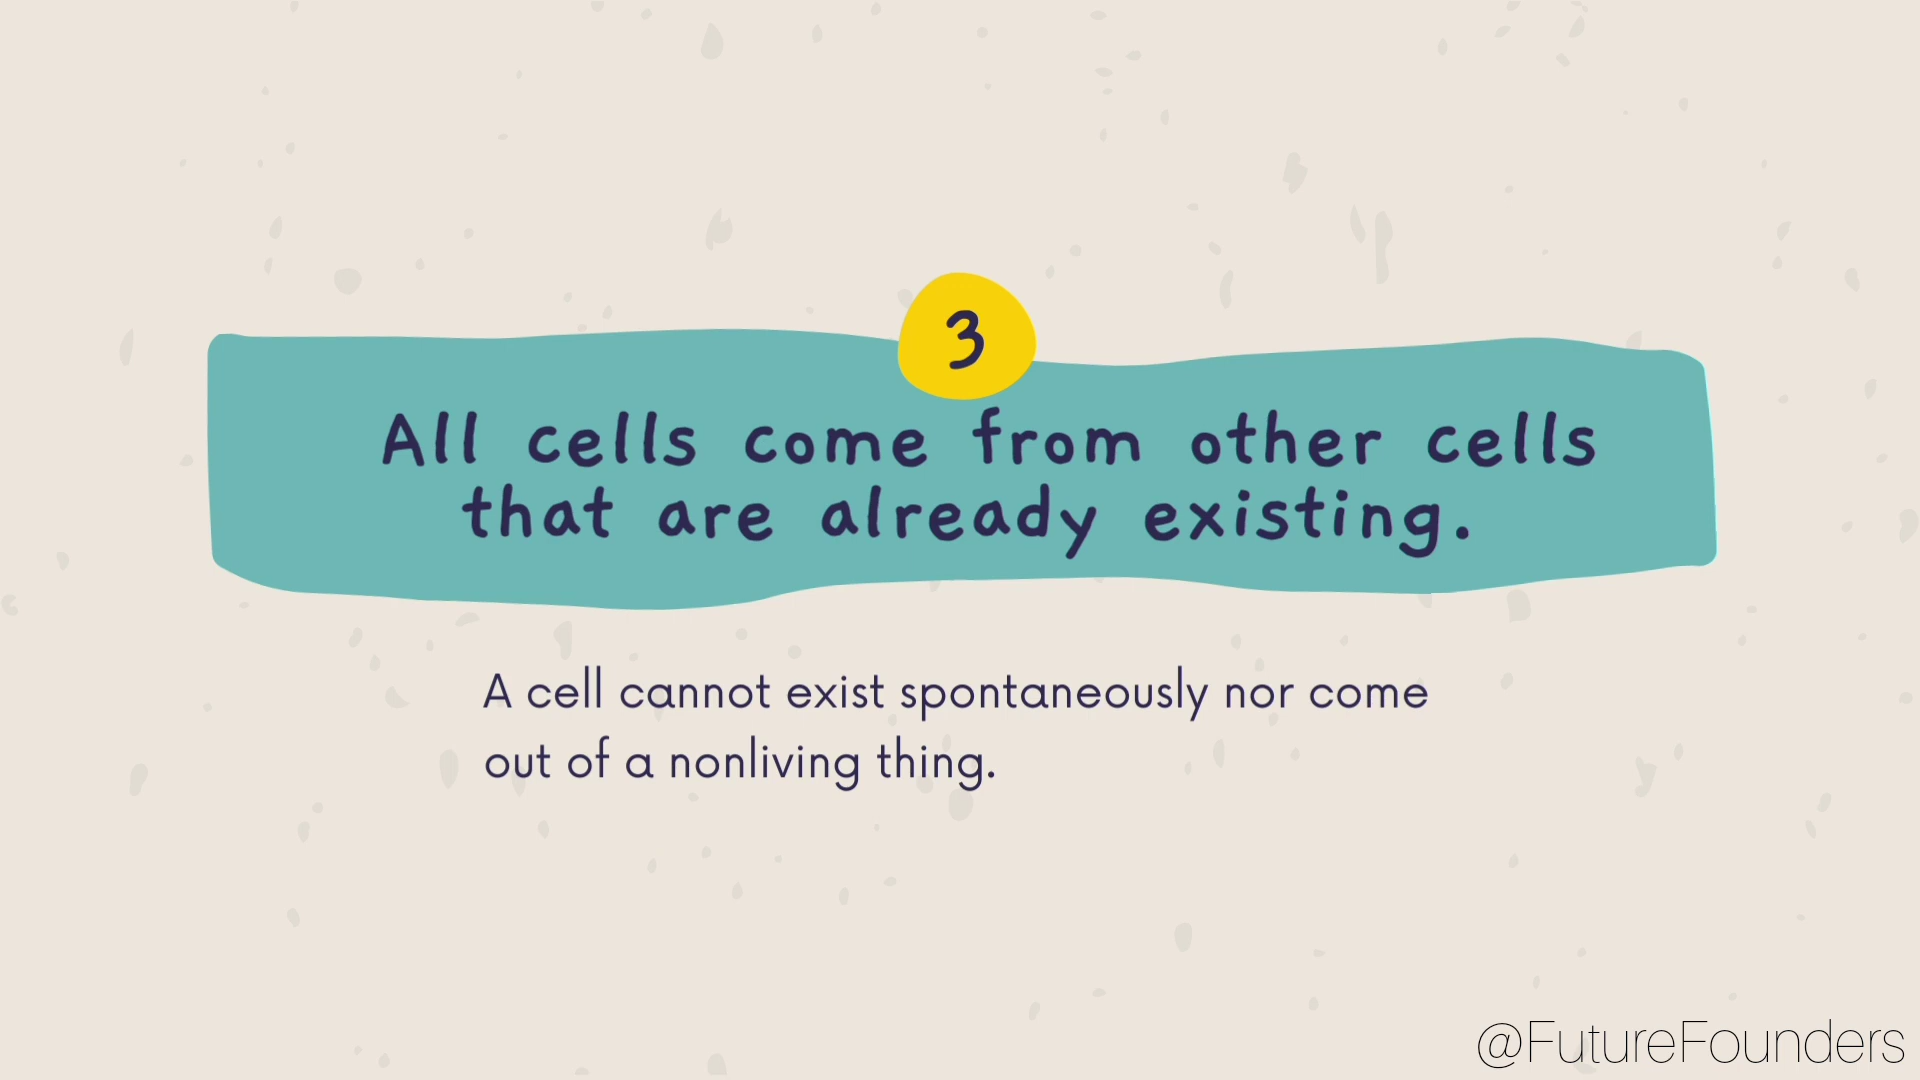 3
All cells come from other cells
that are already existing.
A cell cannot exist spontaneously nor come
out of a nonliving thing.
@FutureFounders